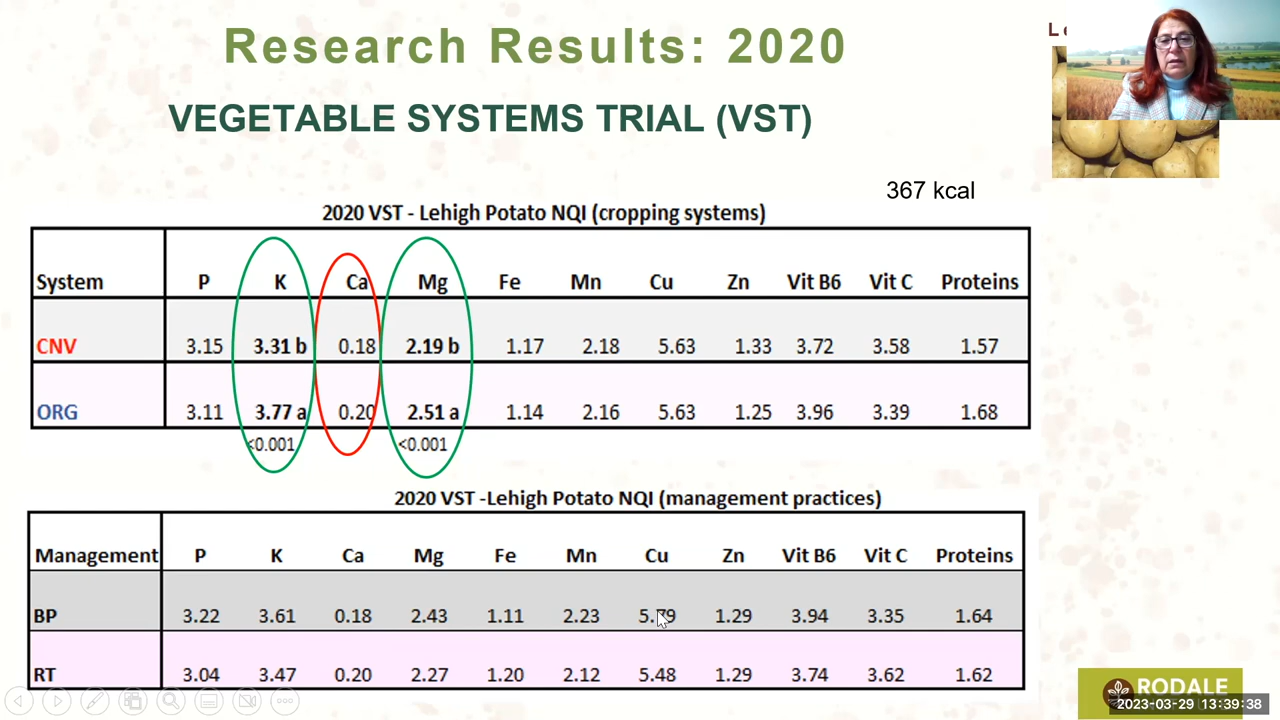 Research Results: 2020
VEGETABLE SYSTEMS TRIAL (VST)
367 kcal
2020 VST - Lehigh Potato NQI (cropping systems)
System P K Ca Mg Fe Mn Cu Zn Vit B6 Vit C Proteins
CNV 3.15 3.31 b 0.18 2.19 b 1.17 2.18 5.63 1.33 3.72 3.58 1.57
ORG 3.11 3.77 a 0.20 2.51 a 1.14 2.16 5.63 1.25 3.96 3.39 1.68
<0.001 <0.001
2020 VST -Lehigh Potato NQI (management practices)
Management P K Ca Mg Fe Mn Cu Zn Vit B6 Vit C Proteins
BP 3.22 3.61 0.18 2.43 1.11 2.23 5.79 1.29 3.94 3.35 1.64
RT 3.04 3.47 0.20 2.27 1.20 2.12 5.48 1.29 3.74 3.62 1.62
RODALE
2023-03-29 13:39:38